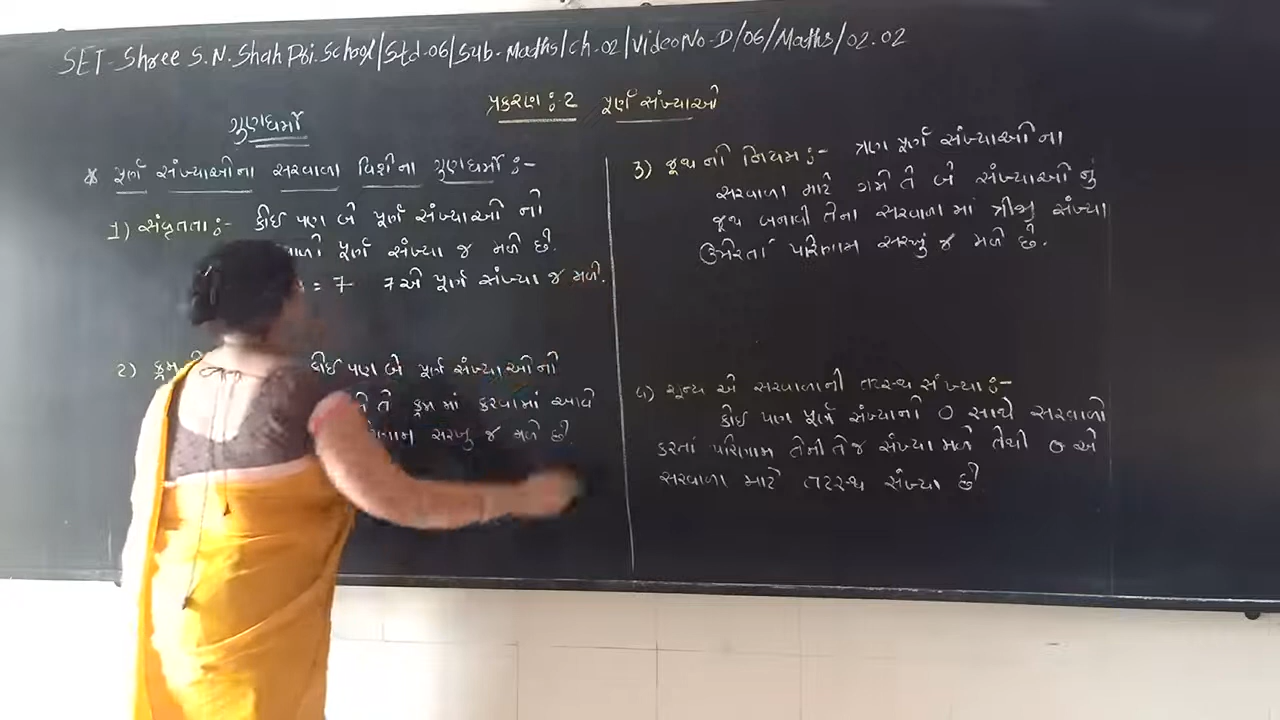 SET- Shree S.N. Shah Pri. School/Std-06/Sub-Maths/Ch-02/Video No-D/06/Maths/02.02
પ્રકરણ :- 2 પૂર્ણ સંખ્યાઓ
ગુણધર્મો
* પૂર્ણ સંખ્યાઓના સરવાળા વિશેના ગુણધર્મો :-
1) સંવૃતતા :- કોઈ પણ બે પૂર્ણ સંખ્યાઓ નો
પૂર્ણ સંખ્યા જ મળે છે.
= 7 7 એ પૂર્ણ સંખ્યા જ મળે.
2) કોઈ પણ બે પૂર્ણ સંખ્યાઓનો
તે ક્રમ માં કરવામાં આવે
સરખું જ મળે છે.
3) જૂથનો નિયમ :- ત્રણ પૂર્ણ સંખ્યાઓના
સરવાળા માટે ગમે તે બે સંખ્યાઓનું
જૂથ બનાવી તેના સરવાળા માં ત્રીજી સંખ્યા
ઉમેરતાં પરિણામ સરખું જ મળે છે.
૪) શૂન્ય એ સરવાળાની તટસ્થ સંખ્યા :-
કોઈ પણ પૂર્ણ સંખ્યાની 0 સાથે સરવાળો
કરતાં પરિણામ તેની તે જ સંખ્યા મળે તેથી 0 એ
સરવાળા માટે તટસ્થ સંખ્યા છે